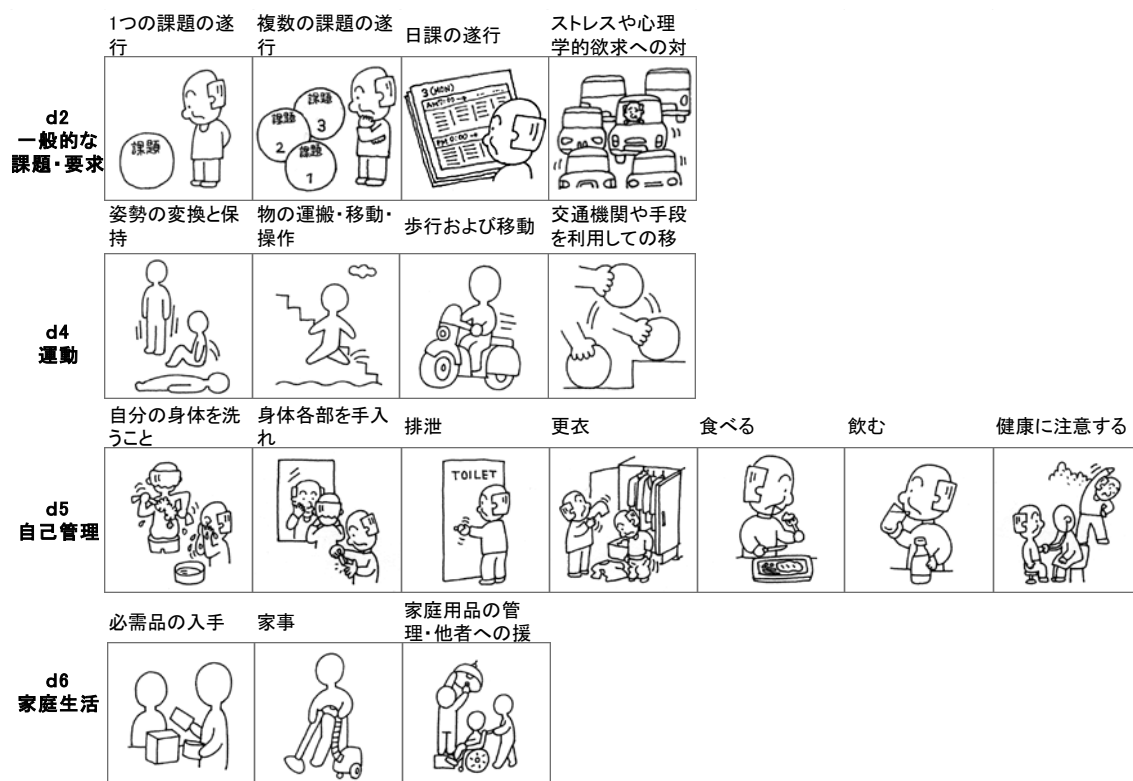 1つの課題の遂
行
複数の課題の遂
行
日課の遂行
ストレスや心理
学的欲求への対
d2
一般的な
課題・要求
課題
課題
3
課題
2
課題
1
3 (MON)
AM7:00→
PM 0:00→
姿勢の変換と保
持
物の運搬・移動・
操作
歩行および移動
交通機関や手段
を利用しての移
d4
運動
自分の身体を洗
うこと
身体各部を手入
れ
排泄
更衣
食べる
飲む
健康に注意する
d5
自己管理
TOILET
必需品の入手
家事
家庭用品の管
理・他者への援
d6
家庭生活